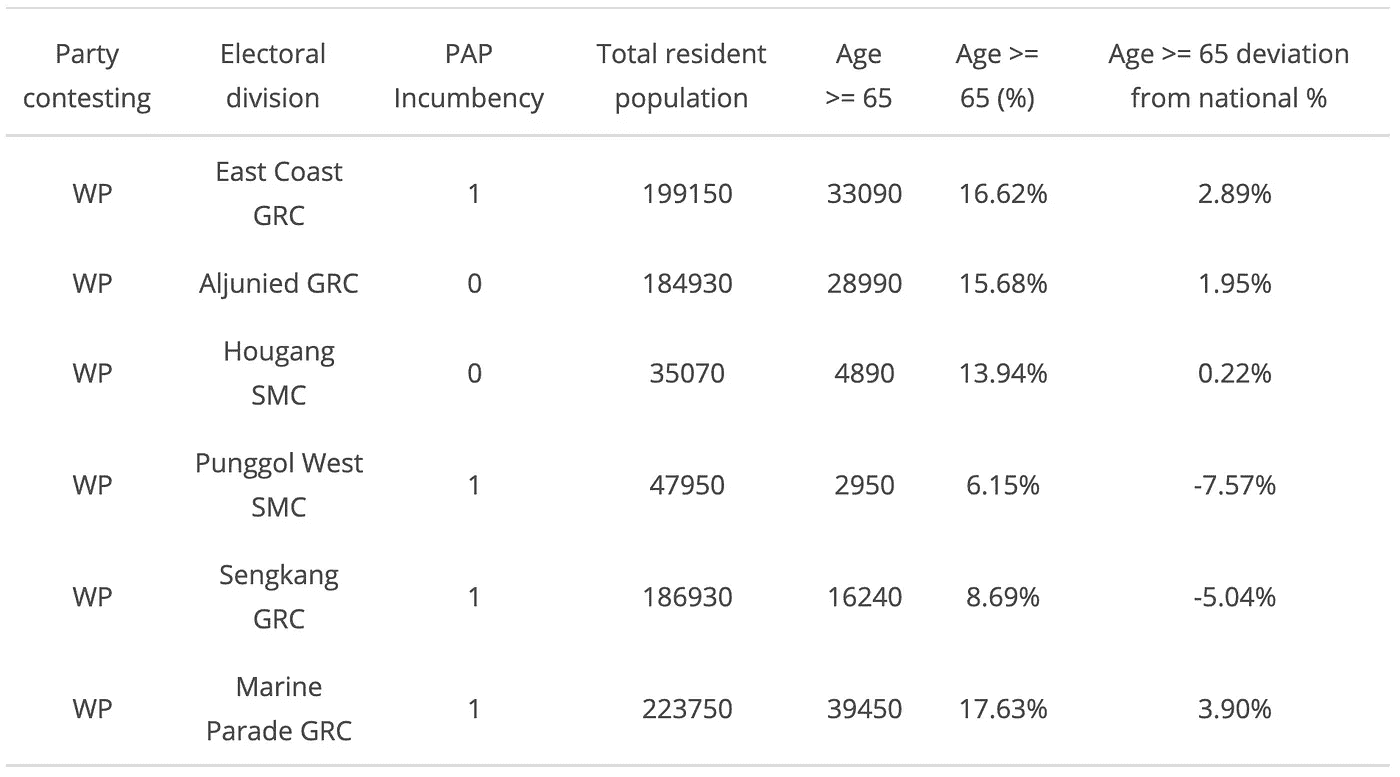 Party contesting | Electoral division | PAP Incumbency | Total resident population | Age >= 65 | Age >= 65 (%) | Age >= 65 deviation from national %
WP | East Coast GRC | 1 | 199150 | 33090 | 16.62% | 2.89%
WP | Aljunied GRC | 0 | 184930 | 28990 | 15.68% | 1.95%
WP | Hougang SMC | 0 | 35070 | 4890 | 13.94% | 0.22%
WP | Punggol West SMC | 1 | 47950 | 2950 | 6.15% | -7.57%
WP | Sengkang GRC | 1 | 186930 | 16240 | 8.69% | -5.04%
WP | Marine Parade GRC | 1 | 223750 | 39450 | 17.63% | 3.90%